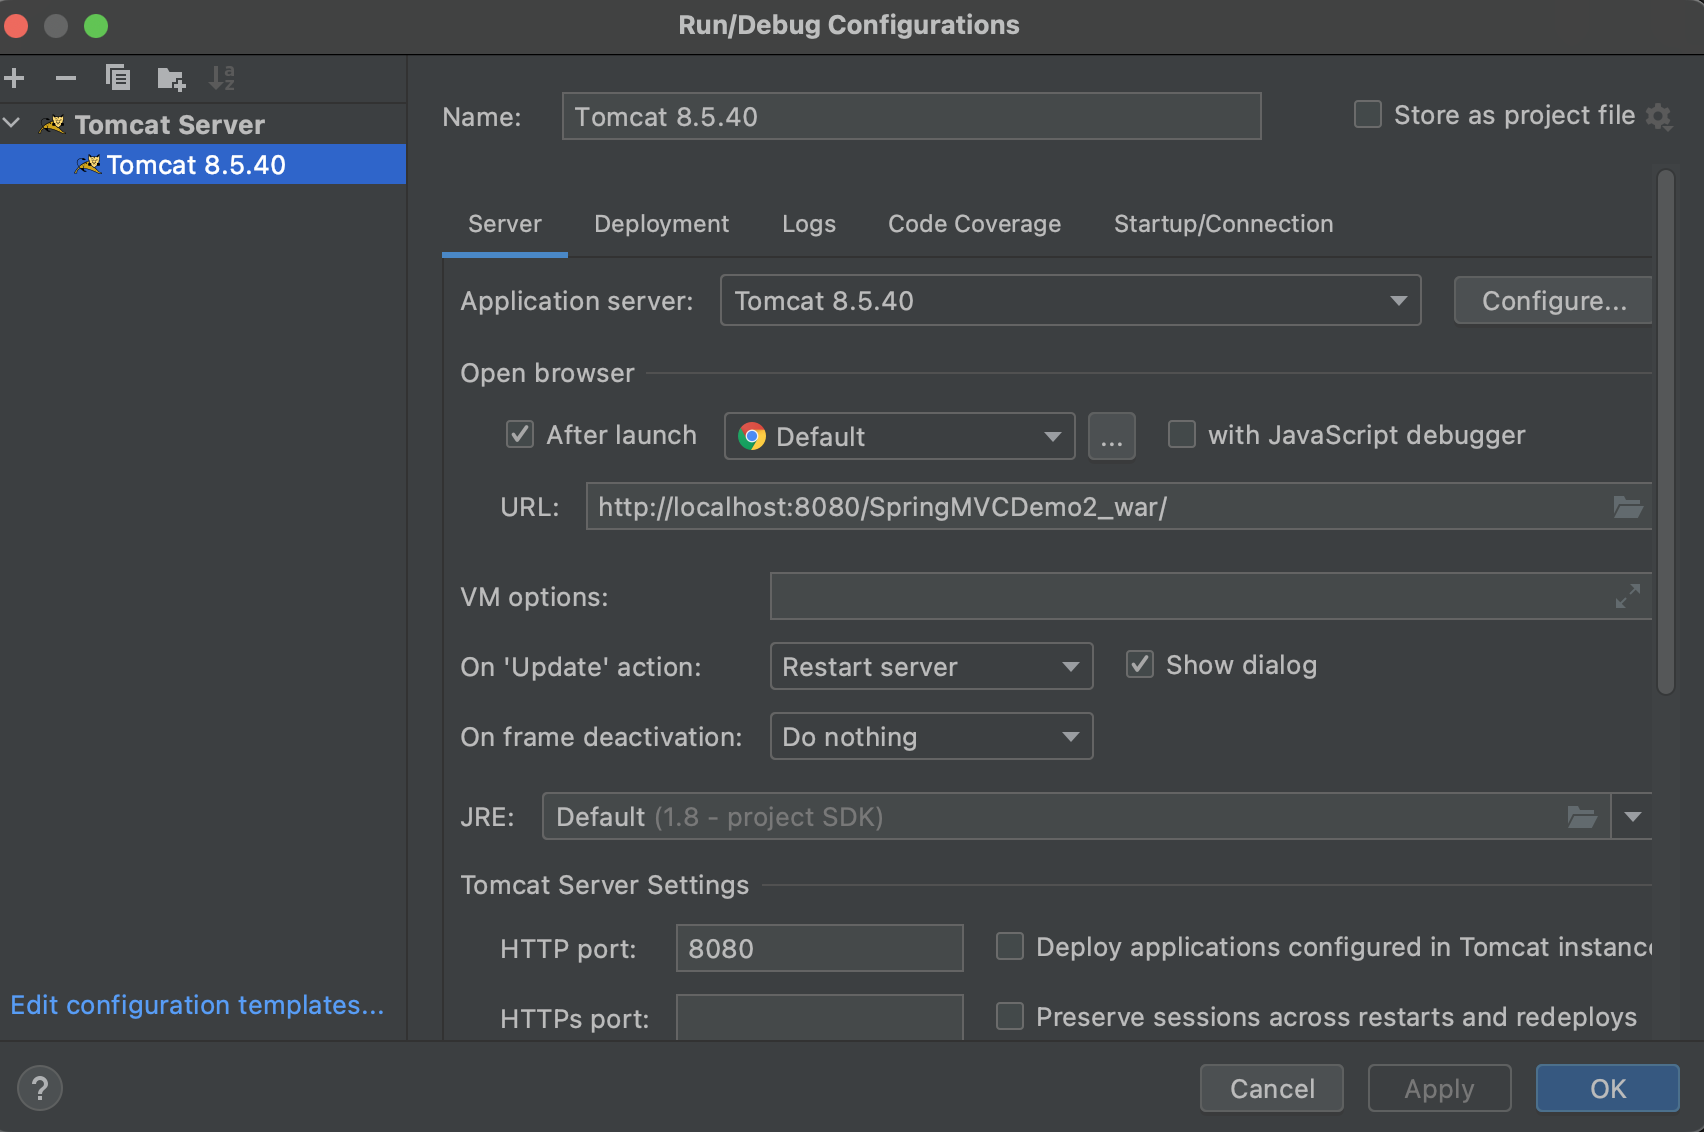 Run/Debug Configurations
Tomcat Server
Tomcat 8.5.40
Edit configuration templates...
Name: Tomcat 8.5.40 Store as project file
Server Deployment Logs Code Coverage Startup/Connection
Application server: Tomcat 8.5.40 Configure...
Open browser
After launch Default ... with JavaScript debugger
URL: http://localhost:8080/SpringMVCDemo2_war/
VM options:
On 'Update' action: Restart server Show dialog
On frame deactivation: Do nothing
JRE: Default (1.8 - project SDK)
Tomcat Server Settings
HTTP port: 8080 Deploy applications configured in Tomcat instanc
HTTPs port: Preserve sessions across restarts and redeploys
? Cancel Apply OK